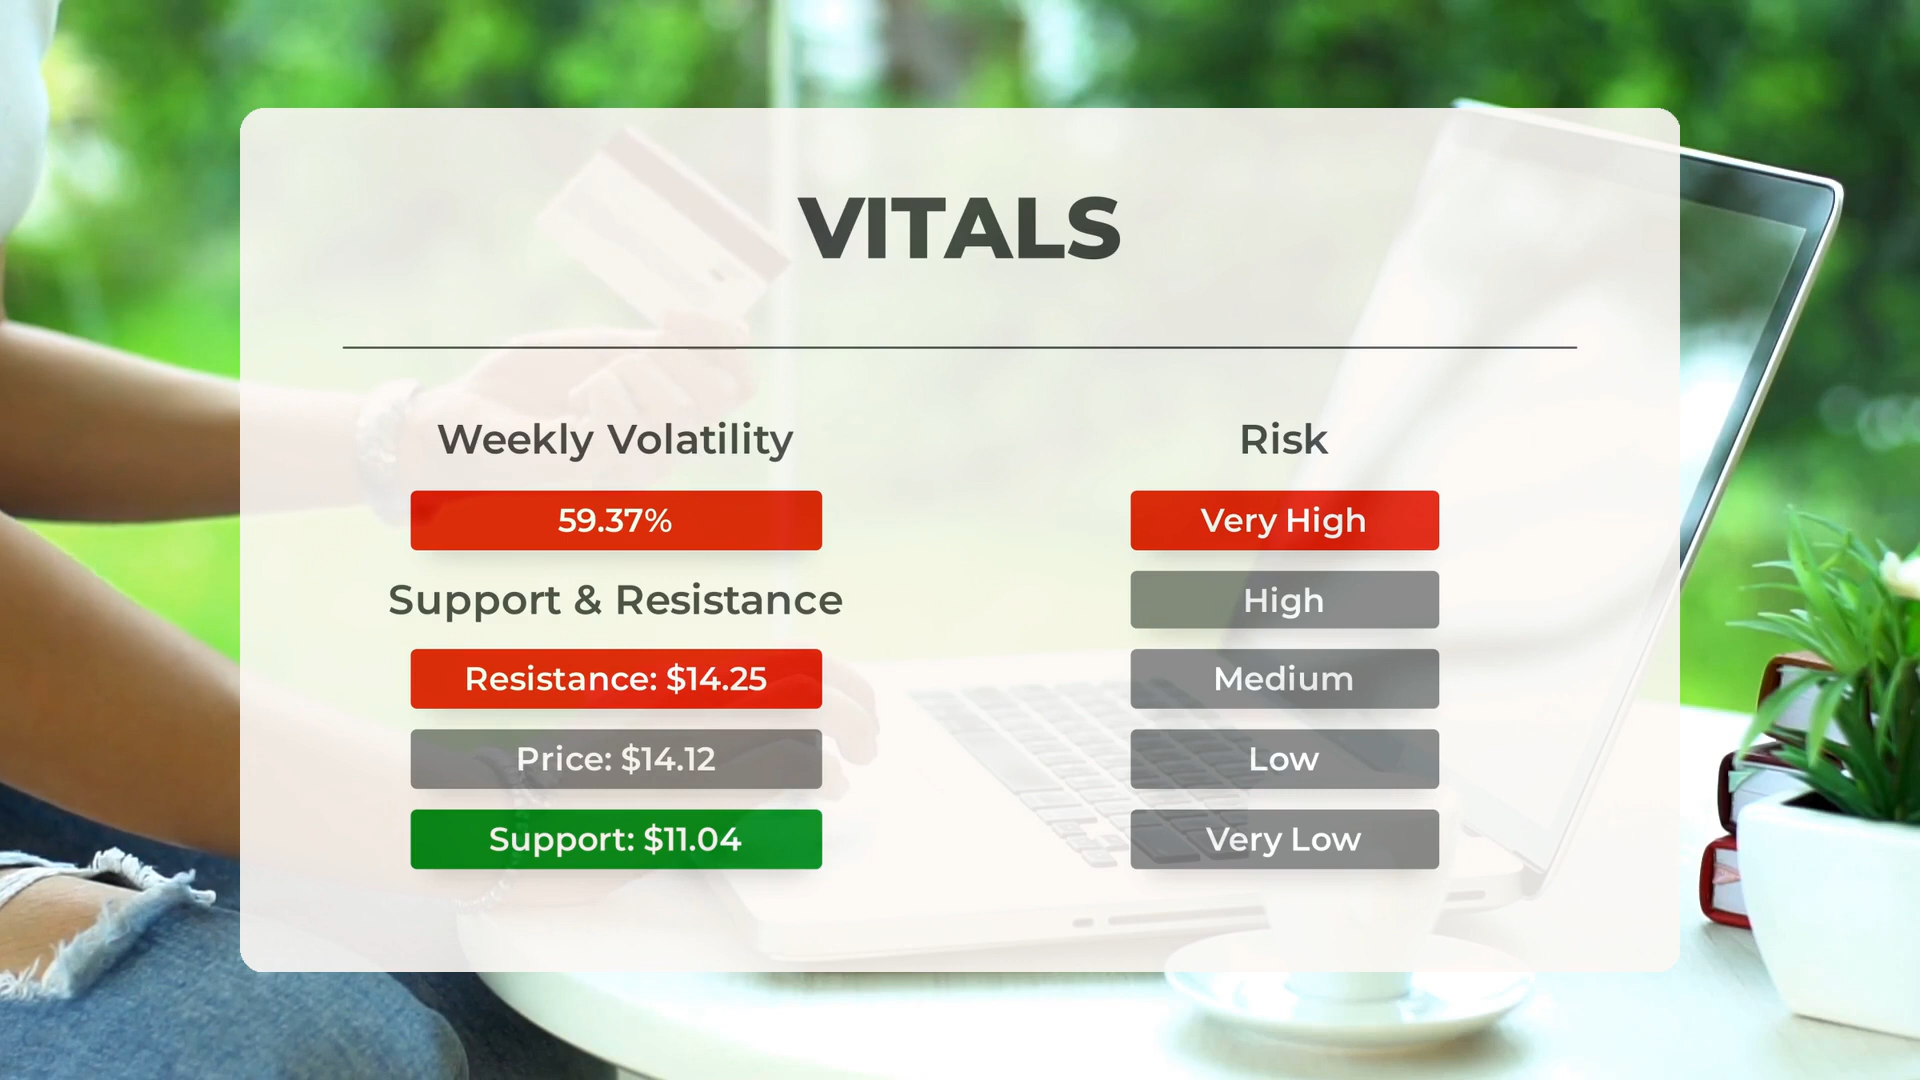 VITALS
Weekly Volatility
59.37%
Support & Resistance
Resistance: $14.25
Price: $14.12
Support: $11.04
Risk
Very High
High
Medium
Low
Very Low